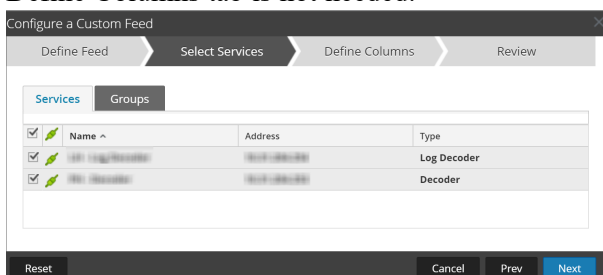 Configure a Custom Feed
Define Feed Select Services Define Columns Review
Services Groups
Name Address Type
Log Decoder
Decoder
Reset Cancel Prev Next